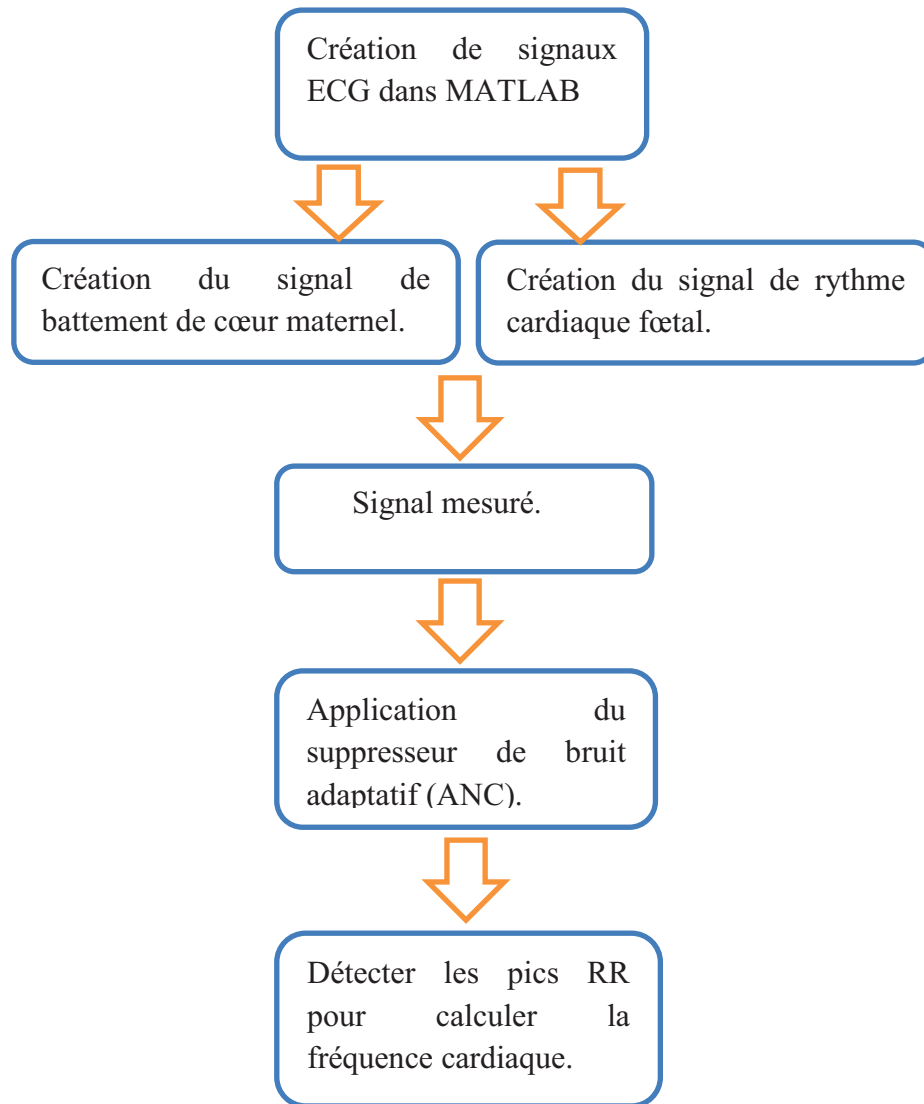 Création de signaux
ECG dans MATLAB
Création du signal de
battement de cœur maternel.
Création du signal de rythme
cardiaque fœtal.
Signal mesuré.
Application du
suppresseur de bruit
adaptatif (ANC).
Détecter les pics RR
pour calculer la
fréquence cardiaque.